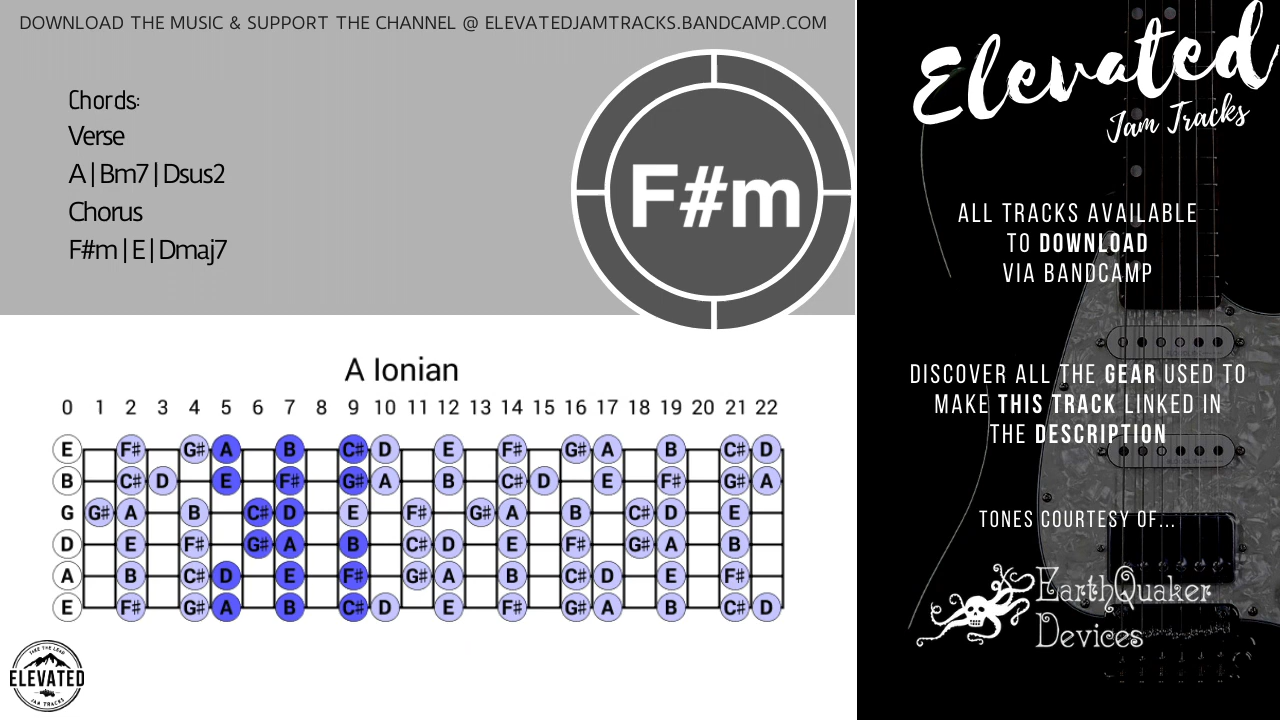 DOWNLOAD THE MUSIC & SUPPORT THE CHANNEL @ ELEVATEDJAMTRACKS.BANDCAMP.COM
Chords:
Verse
A | Bm7 | Dsus2
Chorus
F#m | E | Dmaj7
F#m
A Ionian
0 1 2 3 4 5 6 7 8 9 10 11 12 13 14 15 16 17 18 19 20 21 22
E F# G# A B C# D E F# G# A B C# D
B C# D E F# G# A B C# D E F# G# A
G G# A B C# D E F# G# A B C# D E
D E F# G# A B C# D E F# G# A B
A B C# D E F# G# A B C# D E F#
E F# G# A B C# D E F# G# A B C# D
TAKE THE LEAD
ELEVATED
JAM TRACKS
Elevated
Jam Tracks
ALL TRACKS AVAILABLE
TO DOWNLOAD
VIA BANDCAMP
DISCOVER ALL THE GEAR USED TO
MAKE THIS TRACK LINKED IN
THE DESCRIPTION
TONES COURTESY OF...
EarthQuaker
Devices